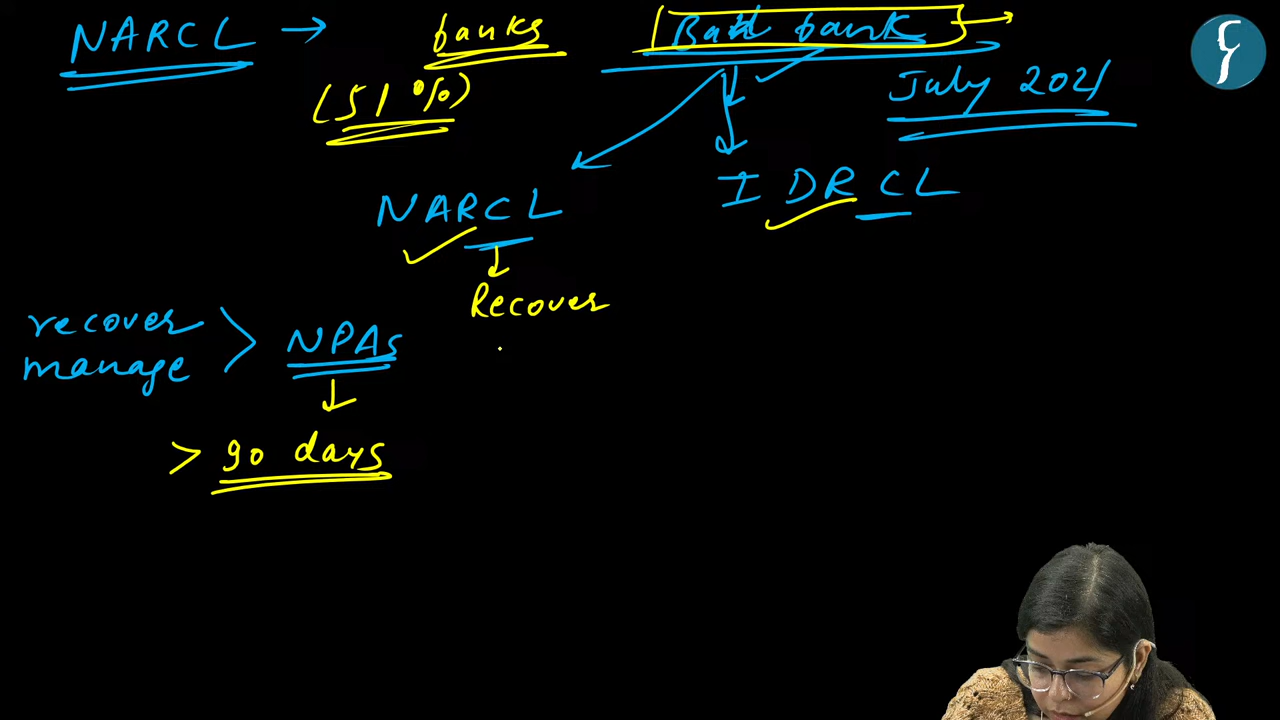 NARCL → banks Bad bank →
(51 %) July 2021
NARCL IDRCL
Recover
recover
manage > NPAs
> 90 days